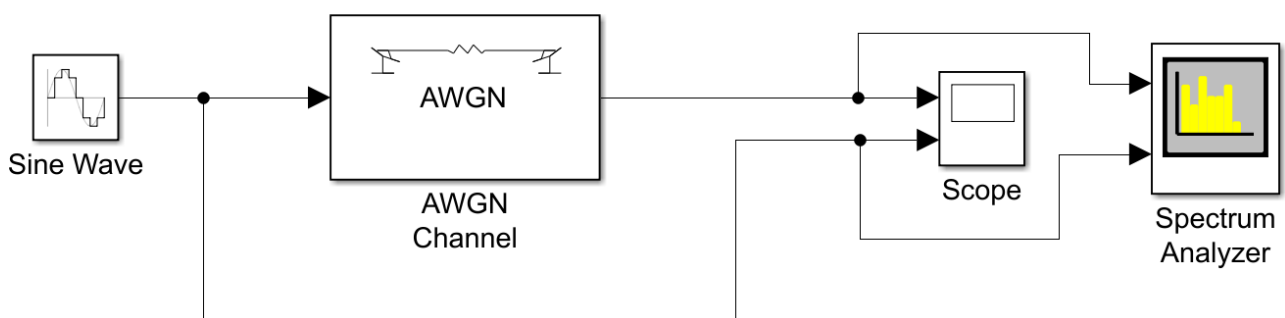 AWGN
Sine Wave
AWGN
Channel
Scope
Spectrum
Analyzer